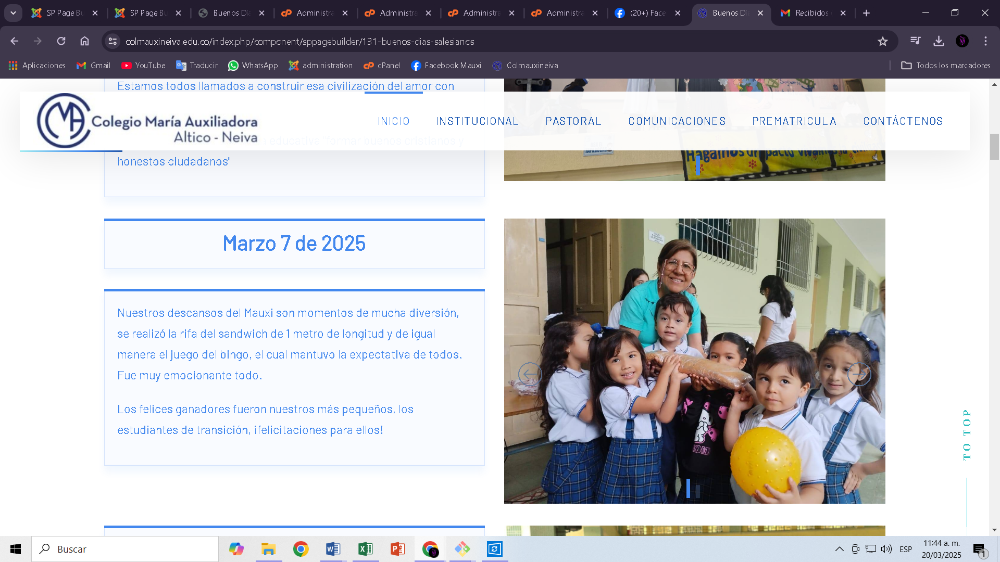 SP Page Bu
SP Page Bu
Buenos Día
Administra
Administra
Administra
Administra
(20+) Face
Buenos Día
Recibidos
colmauxineiva.edu.co/index.php/component/sppagebuilder/131-buenos-dias-salesianos
Aplicaciones
Gmail
YouTube
Traducir
WhatsApp
administration
cPanel
Facebook Mauxi
Colmauxineiva
Todos los marcadores
Estamos todos llamados a construir esa civilización del amor con
Colegio María Auxiliadora
Altico - Neiva
INICIO
INSTITUCIONAL
PASTORAL
COMUNICACIONES
PREMATRICULA
CONTÁCTENOS
educativa "formar buenos cristianos y
honestos ciudadanos"
Marzo 7 de 2025
Nuestros descansos del Mauxi son momentos de mucha diversión,
se realizó la rifa del sandwich de 1 metro de longitud y de igual
manera el juego del bingo, el cual mantuvo la expectativa de todos.
Fue muy emocionante todo.
Los felices ganadores fueron nuestros más pequeños, los
estudiantes de transición, ¡felicitaciones para ellos!
TO TOP
Buscar
ESP
11:44 a. m.
20/03/2025
1